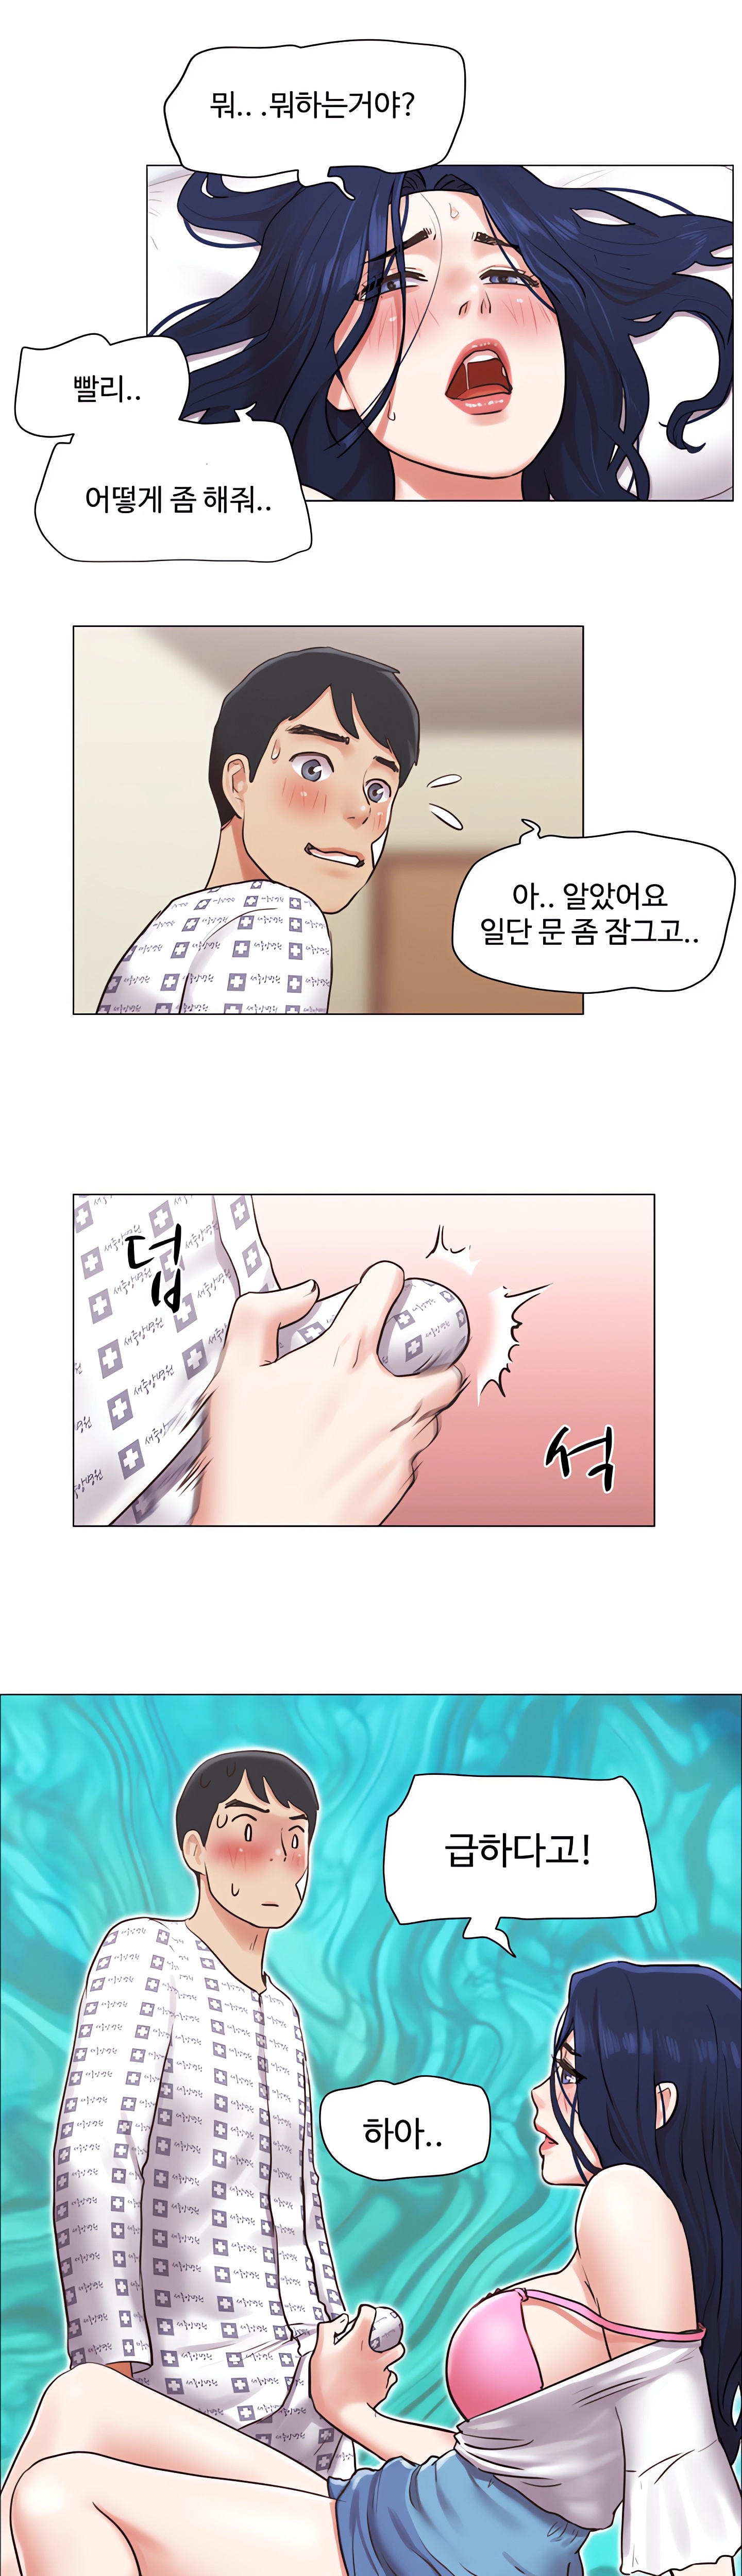 뭐.. .뭐하는거야?
빨리..
어떻게 좀 해줘..
아.. 알았어요
일단 문 좀 잠그고..
덥
석
급하다고!
하아..